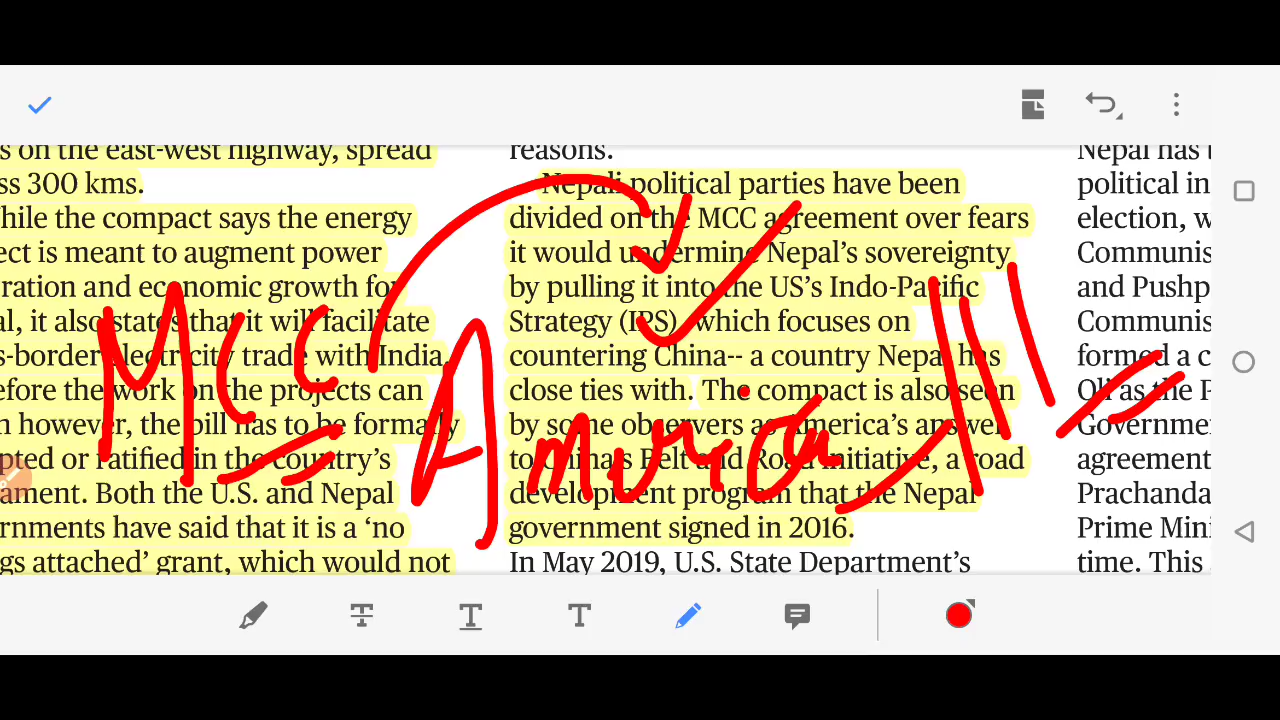 s on the east-west highway, spread
ss 300 kms.
hile the compact says the energy
ect is meant to augment power
ration and economic growth for
al, it also states that it will facilitate
s-border electricity trade with India.
efore the work on the projects can
n however, the bill has to be formally
pted or ratified in the country's
ament. Both the U.S. and Nepal
rnments have said that it is a 'no
gs attached' grant, which would not
reasons.
Nepali political parties have been
divided on the MCC agreement over fears
it would undermine Nepal's sovereignty
by pulling it into the US's Indo-Pacific
Strategy (IPS), which focuses on
countering China-- a country Nepal has
close ties with. The compact is also seen
by some observers as America's answer
to China's Belt and Road Initiative, a road
development program that the Nepal
government signed in 2016.
In May 2019, U.S. State Department's
Nepal has
political in
election, w
Communis
and Pushp
Communis
formed a c
Oli as the P
Governme
agreement
Prachanda
Prime Mini
time. This
MCC
America
T
T
T